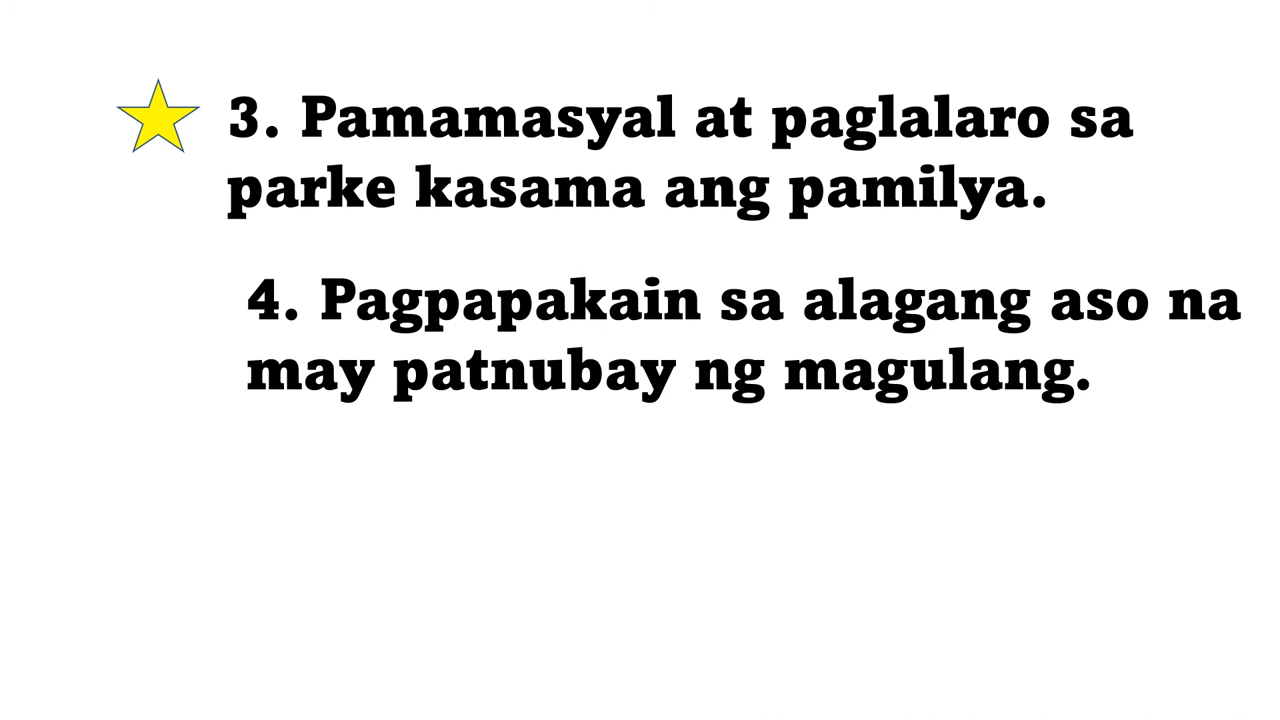 3. Pamamasyal at paglalaro sa
parke kasama ang pamilya.
4. Pagpapakain sa alagang aso na
may patnubay ng magulang.